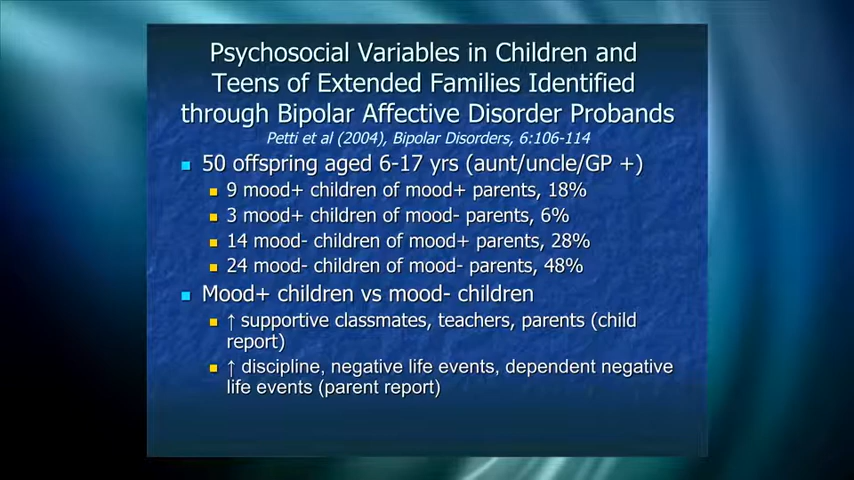 Psychosocial Variables in Children and
Teens of Extended Families Identified
through Bipolar Affective Disorder Probands
Petti et al (2004), Bipolar Disorders, 6:106-114
50 offspring aged 6-17 yrs (aunt/uncle/GP +)
9 mood+ children of mood+ parents, 18%
3 mood+ children of mood- parents, 6%
14 mood- children of mood+ parents, 28%
24 mood- children of mood- parents, 48%
Mood+ children vs mood- children
↑ supportive classmates, teachers, parents (child
report)
↑ discipline, negative life events, dependent negative
life events (parent report)